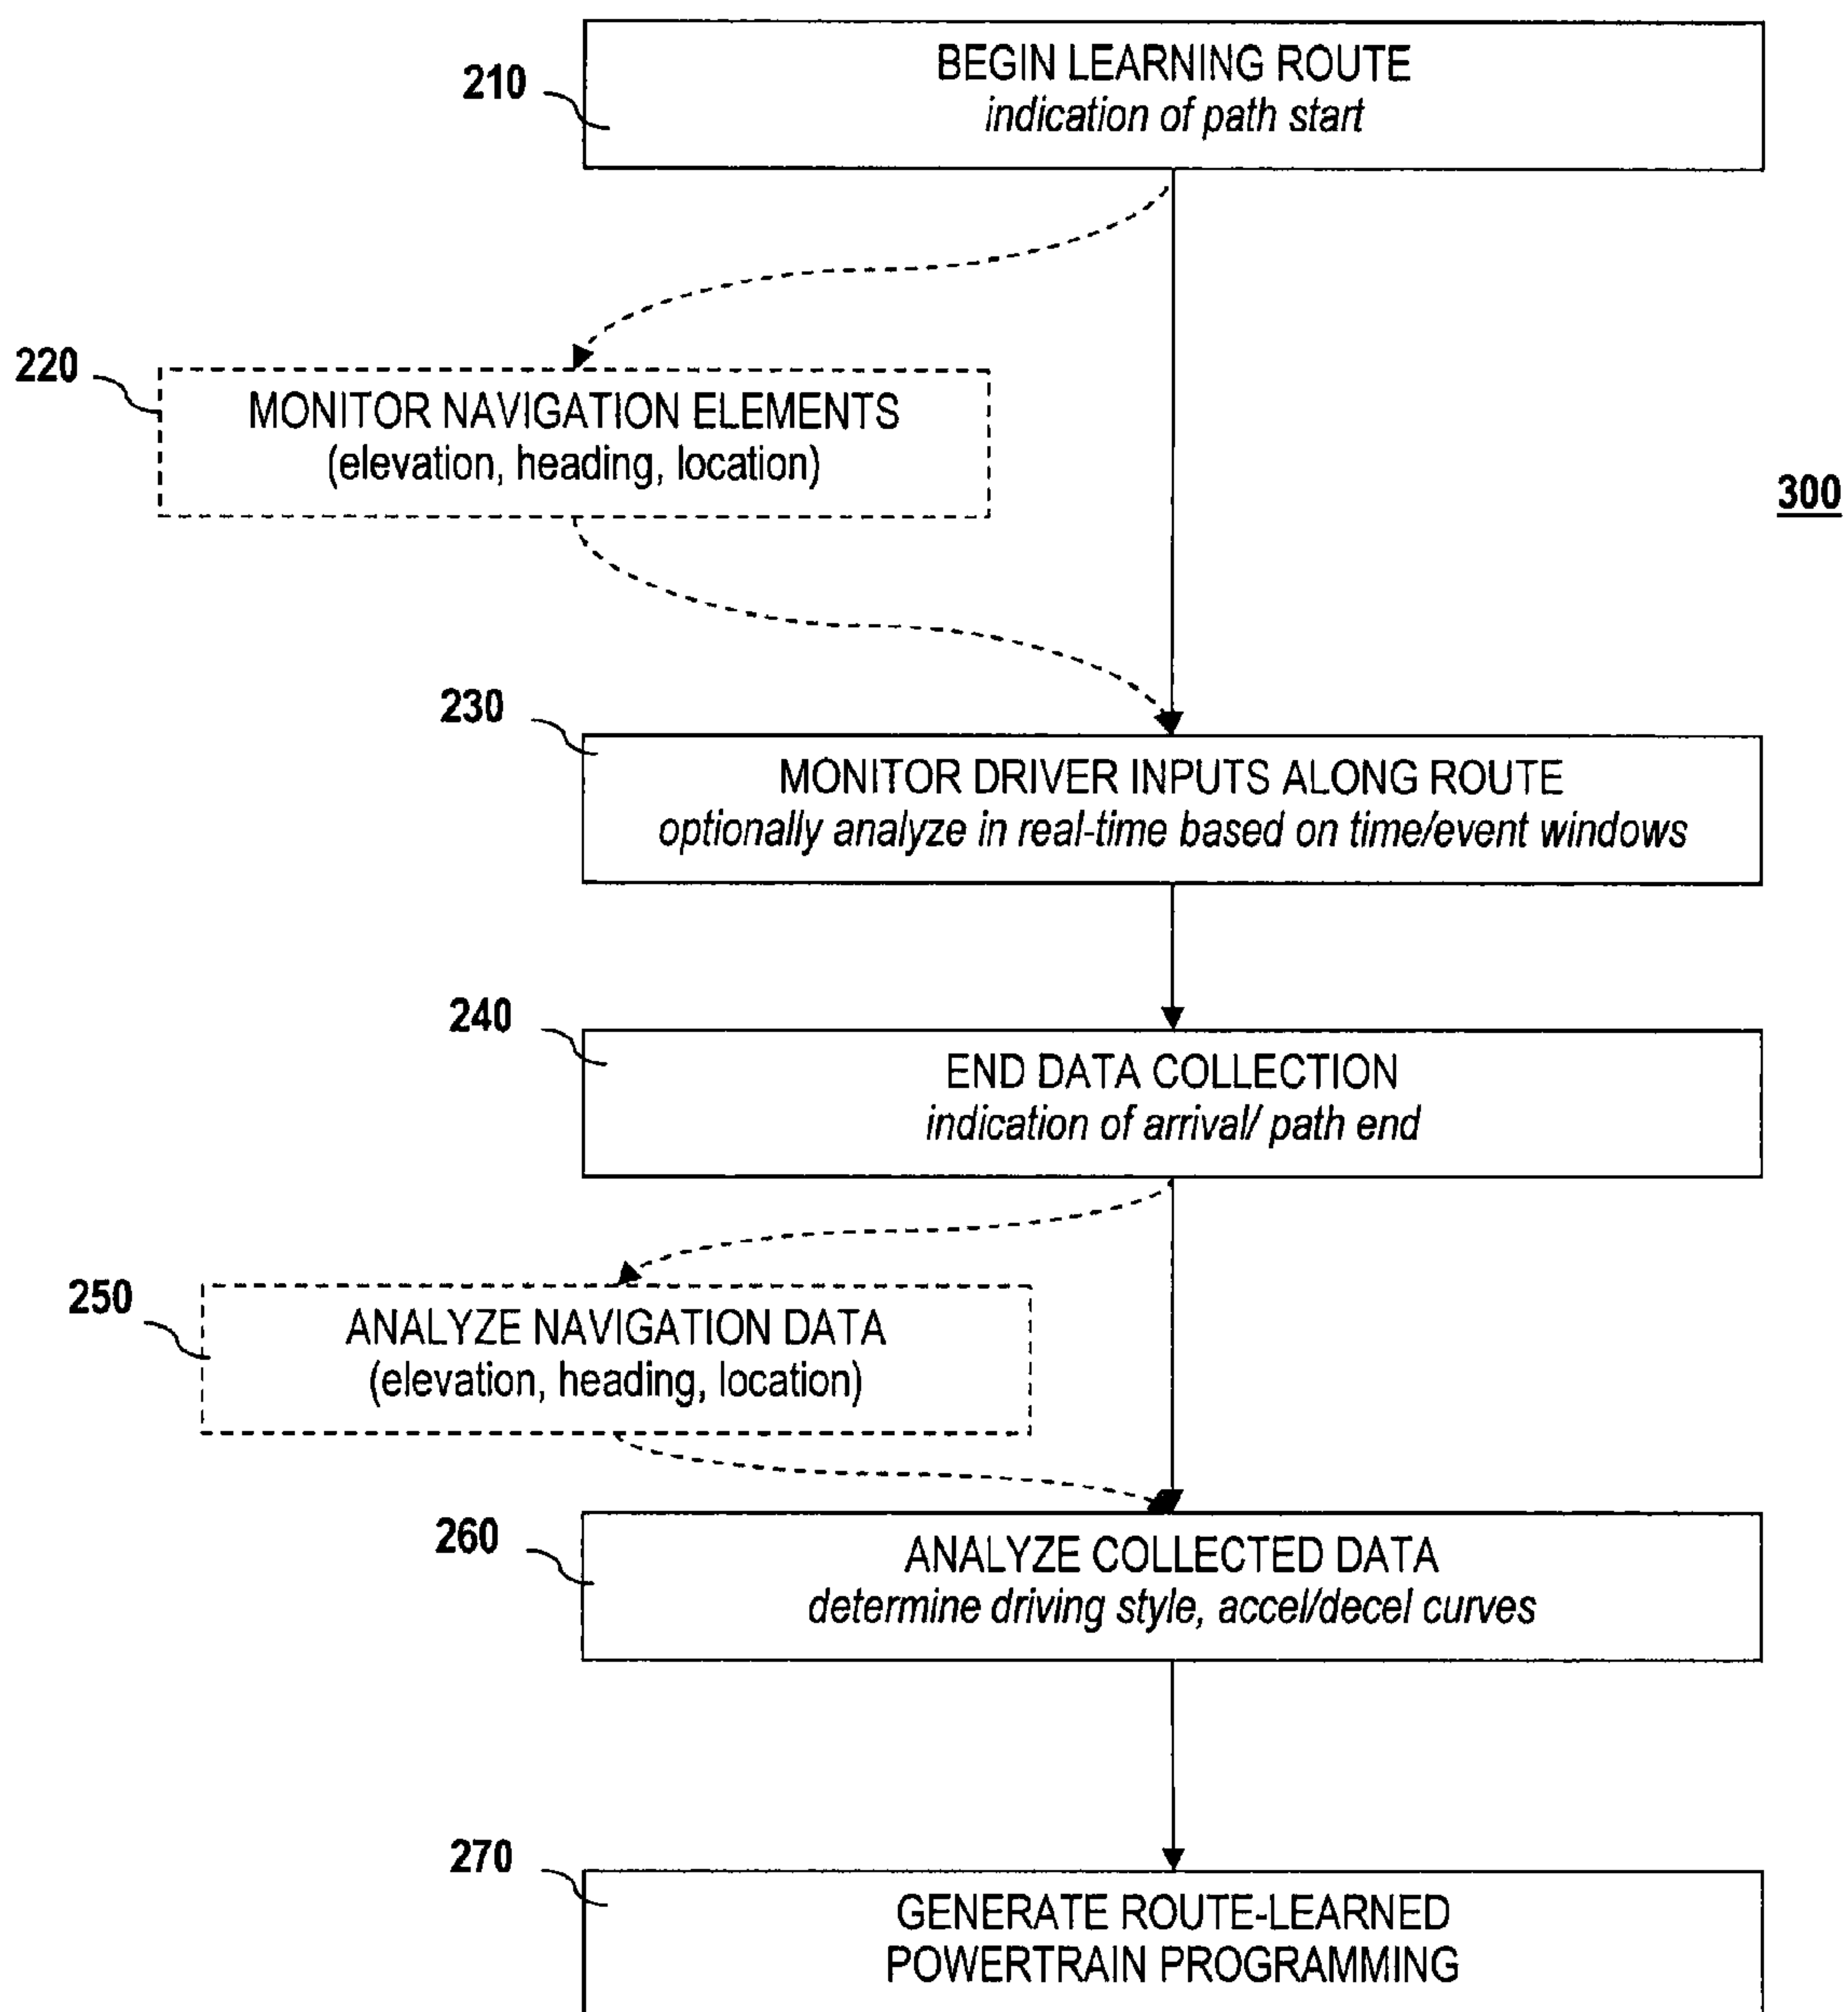 210
BEGIN LEARNING ROUTE
indication of path start
220
MONITOR NAVIGATION ELEMENTS
(elevation, heading, location)
300
230
MONITOR DRIVER INPUTS ALONG ROUTE
optionally analyze in real-time based on time/event windows
240
END DATA COLLECTION
indication of arrival/ path end
250
ANALYZE NAVIGATION DATA
(elevation, heading, location)
260
ANALYZE COLLECTED DATA
determine driving style, accel/decel curves
270
GENERATE ROUTE-LEARNED
POWERTRAIN PROGRAMMING